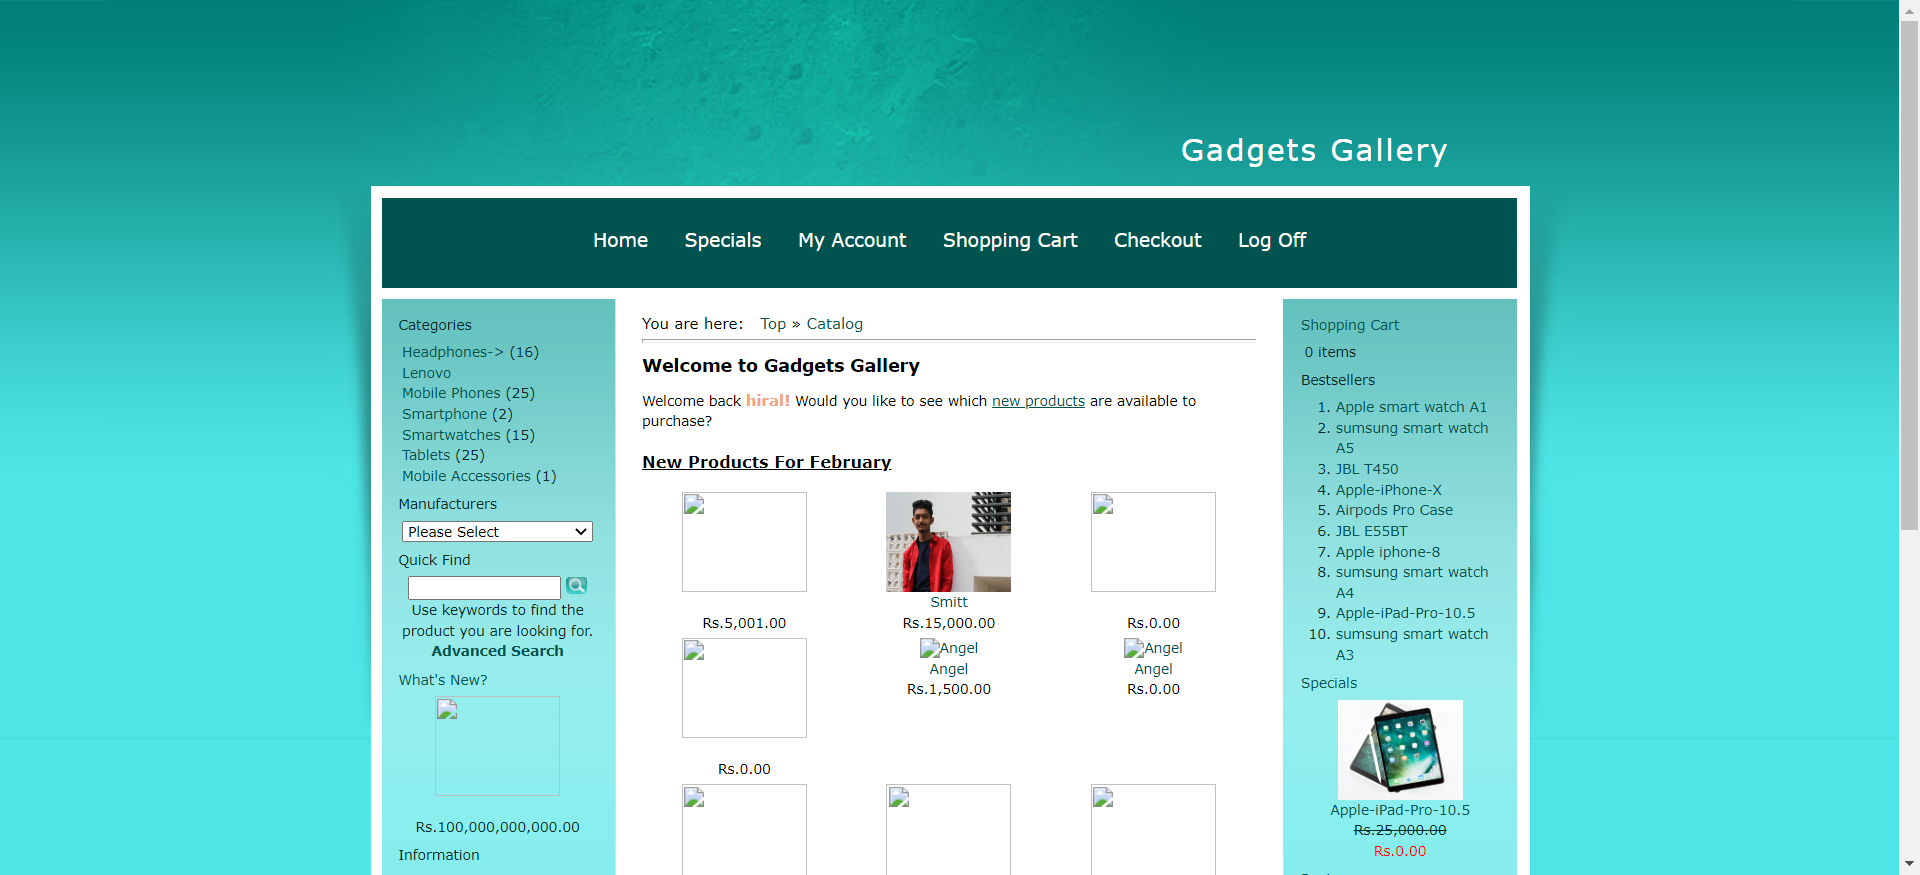 Gadgets Gallery
Home
Specials
My Account
Shopping Cart
Checkout
Log Off
Categories
Headphones-> (16)
Lenovo
Mobile Phones (25)
Smartphone (2)
Smartwatches (15)
Tablets (25)
Mobile Accessories (1)
Manufacturers
Please Select
Quick Find
Use keywords to find the
product you are looking for.
Advanced Search
What's New?
Rs.100,000,000,000.00
Information
You are here: Top » Catalog
Welcome to Gadgets Gallery
Welcome back hiral! Would you like to see which new products are available to
purchase?
New Products For February
Rs.5,001.00
Smitt
Rs.15,000.00
Rs.0.00
Rs.0.00
Angel
Angel
Rs.1,500.00
Angel
Angel
Rs.0.00
Shopping Cart
0 items
Bestsellers
1. Apple smart watch A1
2. sumsung smart watch
A5
3. JBL T450
4. Apple-iPhone-X
5. Airpods Pro Case
6. JBL E55BT
7. Apple iphone-8
8. sumsung smart watch
A4
9. Apple-iPad-Pro-10.5
10. sumsung smart watch
A3
Specials
Apple-iPad-Pro-10.5
Rs.25,000.00
Rs.0.00